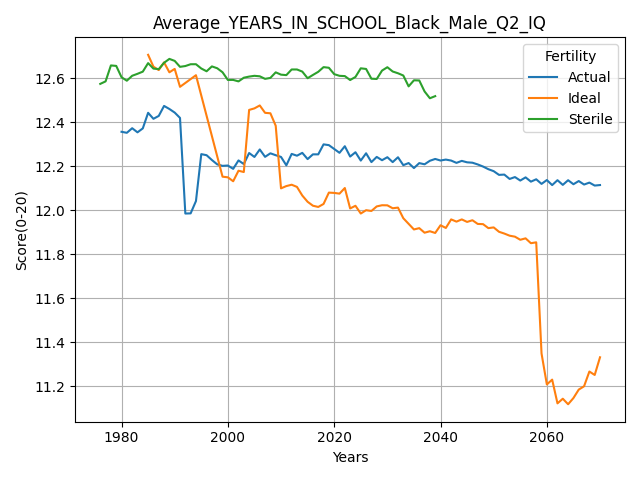 Average_YEARS_IN_SCHOOL_Black_Male_Q2_IQ
Fertility
Actual
Ideal
Sterile
Score(0-20)
12.6
12.4
12.2
12.0
11.8
11.6
11.4
11.2
1980
2000
2020
2040
2060
Years